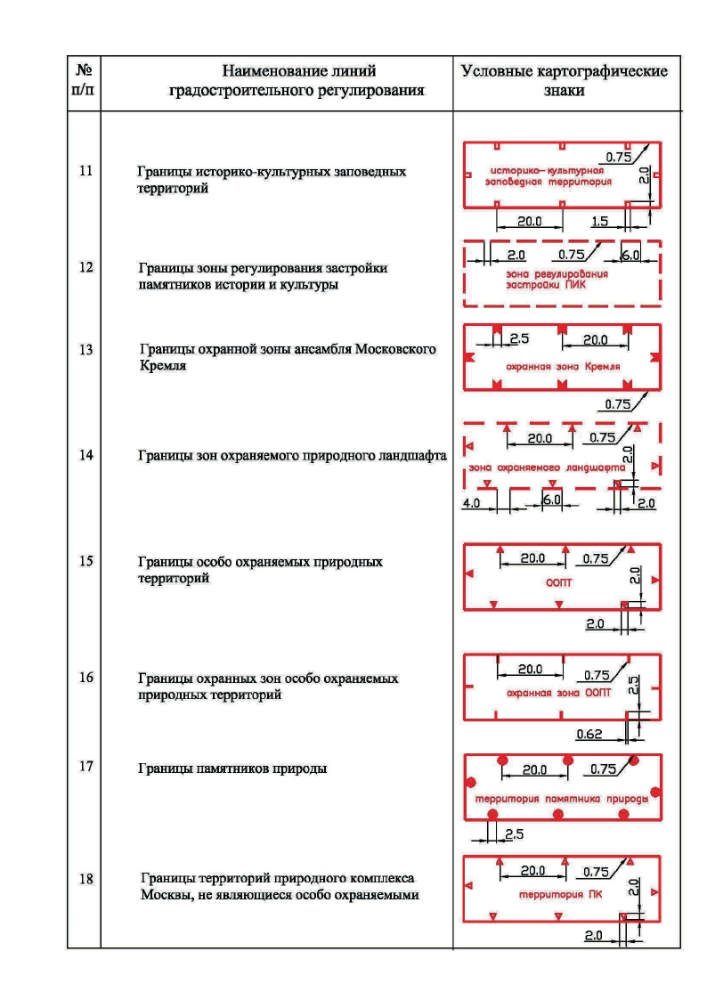 №
п/п
Наименование линий
градостроительного регулирования
Условные картографические
знаки
11
Границы историко-культурных заповедных
территорий
0.75
историко-культурная
заповедная территория
2.0
20.0
1.5
12
Границы зоны регулирования застройки
памятников истории и культуры
2.0
0.75
6.0
зона регулирования
застройки ПИК
13
Границы охранной зоны ансамбля Московского
Кремля
2.5
20.0
охранная зона Кремля
0.75
14
Границы зон охраняемого природного ландшафта
20.0
0.75
2.0
зона охраняемого ландшафта
4.0
6.0
2.0
15
Границы особо охраняемых природных
территорий
20.0
0.75
2.0
ООПТ
2.0
16
Границы охранных зон особо охраняемых
природных территорий
20.0
0.75
2.5
охранная зона ООПТ
0.62
17
Границы памятников природы
20.0
0.75
территория памятника природы
2.5
18
Границы территорий природного комплекса
Москвы, не являющиеся особо охраняемыми
20.0
0.75
2.0
территория ПК
2.0